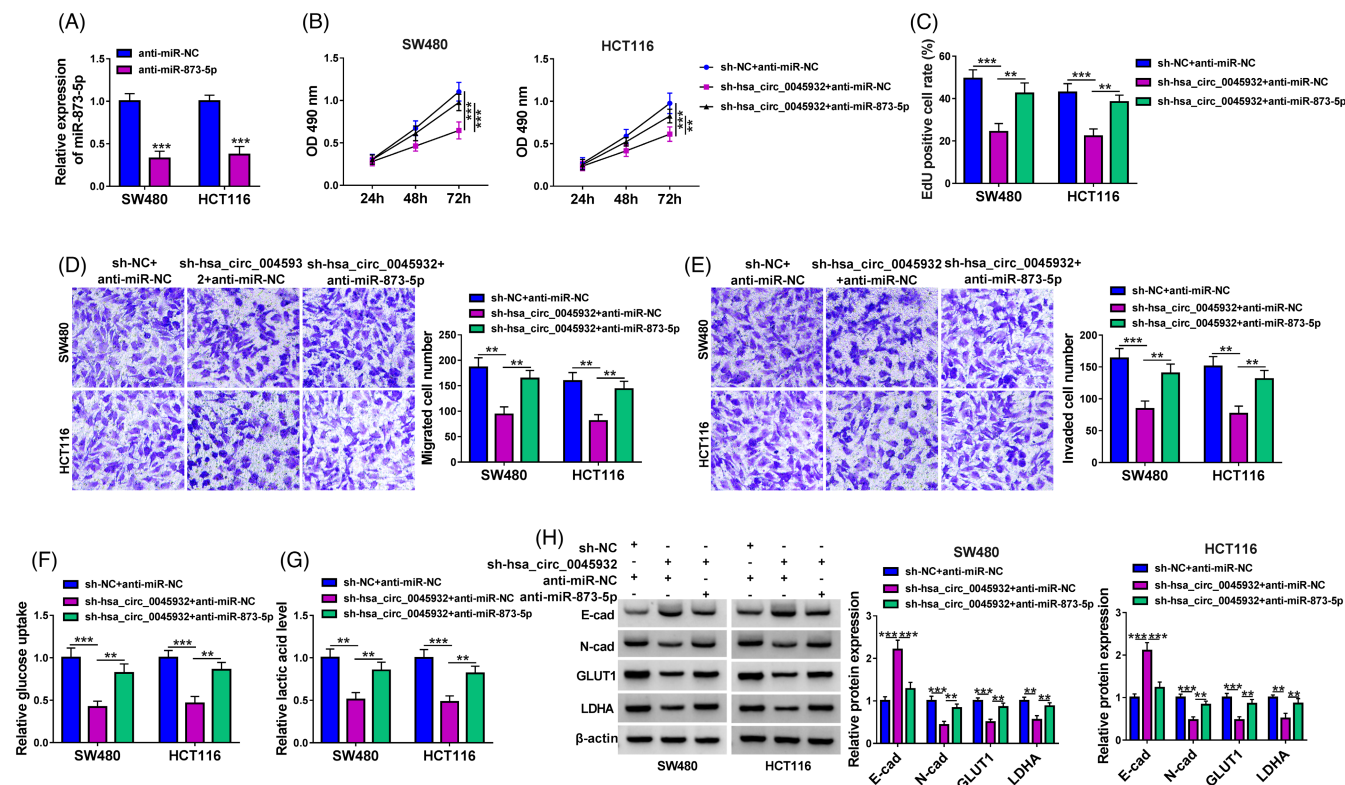 (A)
anti-miR-NC
anti-miR-873-5p
Relative expression
of miR-873-5p
1.5
1.0
0.5
0.0
***
***
SW480
HCT116
(B)
SW480
OD 490 nm
1.5
1.0
0.5
0.0
***
***
24h
48h
72h
HCT116
OD 490 nm
1.5
1.0
0.5
0.0
***
**
24h
48h
72h
sh-NC+anti-miR-NC
sh-hsa_circ_0045932+anti-miR-NC
sh-hsa_circ_0045932+anti-miR-873-5p
(C)
EdU positive cell rate (%)
60
40
20
0
***
**
***
**
SW480
HCT116
sh-NC+anti-miR-NC
sh-hsa_circ_0045932+anti-miR-NC
sh-hsa_circ_0045932+anti-miR-873-5p
(D)
sh-NC+
anti-miR-NC
sh-hsa_circ_004593
2+anti-miR-NC
sh-hsa_circ_0045932+
anti-miR-873-5p
SW480
HCT116
sh-NC+anti-miR-NC
sh-hsa_circ_0045932+anti-miR-NC
sh-hsa_circ_0045932+anti-miR-873-5p
Migrated cell number
250
200
150
100
50
0
**
**
**
**
SW480
HCT116
(E)
sh-NC+
anti-miR-NC
sh-hsa_circ_0045932
+anti-miR-NC
sh-hsa_circ_0045932+
anti-miR-873-5p
SW480
HCT116
sh-NC+anti-miR-NC
sh-hsa_circ_0045932+anti-miR-NC
sh-hsa_circ_0045932+anti-miR-873-5p
Invaded cell number
200
150
100
50
0
***
**
**
**
SW480
HCT116
(F)
sh-NC+anti-miR-NC
sh-hsa_circ_0045932+anti-miR-NC
sh-hsa_circ_0045932+anti-miR-873-5p
Relative glucose uptake
1.5
1.0
0.5
0.0
***
**
***
**
SW480
HCT116
(G)
sh-NC+anti-miR-NC
sh-hsa_circ_0045932+anti-miR-NC
sh-hsa_circ_0045932+anti-miR-873-5p
Relative lactic acid level
1.5
1.0
0.5
0.0
**
**
***
**
SW480
HCT116
(H)
sh-NC + - - + - -
sh-hsa_circ_0045932 - + + - + +
anti-miR-NC + + - + + -
anti-miR-873-5p - - + - - +
E-cad
N-cad
GLUT1
LDHA
β-actin
SW480
HCT116
SW480
sh-NC+anti-miR-NC
sh-hsa_circ_0045932+anti-miR-NC
sh-hsa_circ_0045932+anti-miR-873-5p
Relative protein expression
3
2
1
0
***
***
***
**
***
**
**
**
E-cad
N-cad
GLUT1
LDHA
HCT116
sh-NC+anti-miR-NC
sh-hsa_circ_0045932+anti-miR-NC
sh-hsa_circ_0045932+anti-miR-873-5p
Relative protein expression
3
2
1
0
***
***
***
**
***
**
**
**
E-cad
N-cad
GLUT1
LDHA